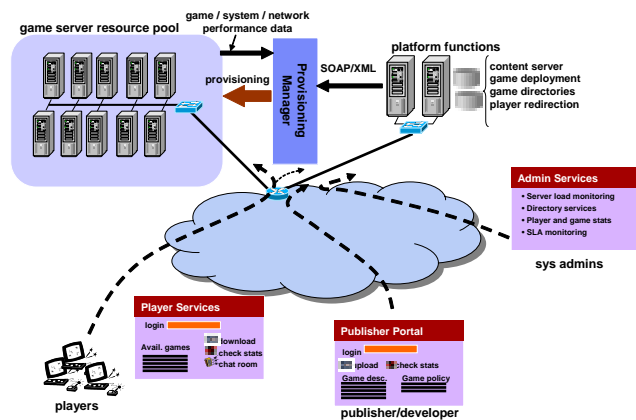 game server resource pool
game / system / network
performance data
provisioning
Provisioning
Manager
SOAP/XML
platform functions
content server
game deployment
game directories
player redirection
Admin Services
• Server load monitoring
• Directory services
• Player and game stats
• SLA monitoring
sys admins
Player Services
login
Avail. games
ownload
check stats
chat room
players
Publisher Portal
login
pload
heck stats
Game desc.
Game policy
publisher/developer